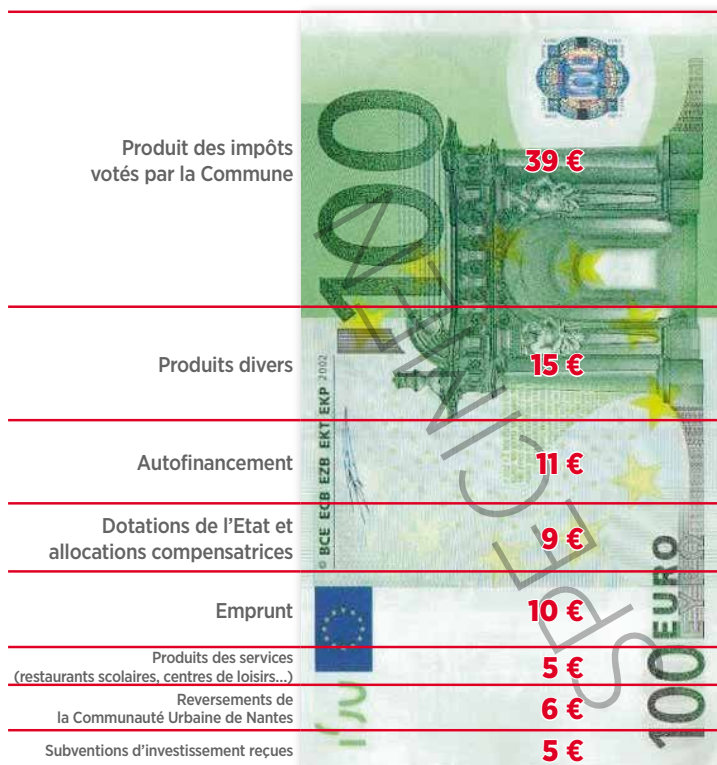 Produit des impôts
votés par la Commune
39 €
Produits divers
15 €
Autofinancement
11 €
Dotations de l'Etat et
allocations compensatrices
9 €
Emprunt
10 €
Produits des services
(restaurants scolaires, centres de loisirs...)
5 €
Reversements de
la Communauté Urbaine de Nantes
6 €
Subventions d'investissement reçues
5 €
100
© BCE ECB EZB EKT EKP 2002
SPECIMEN
100 EURO
ΕΥΡΩ